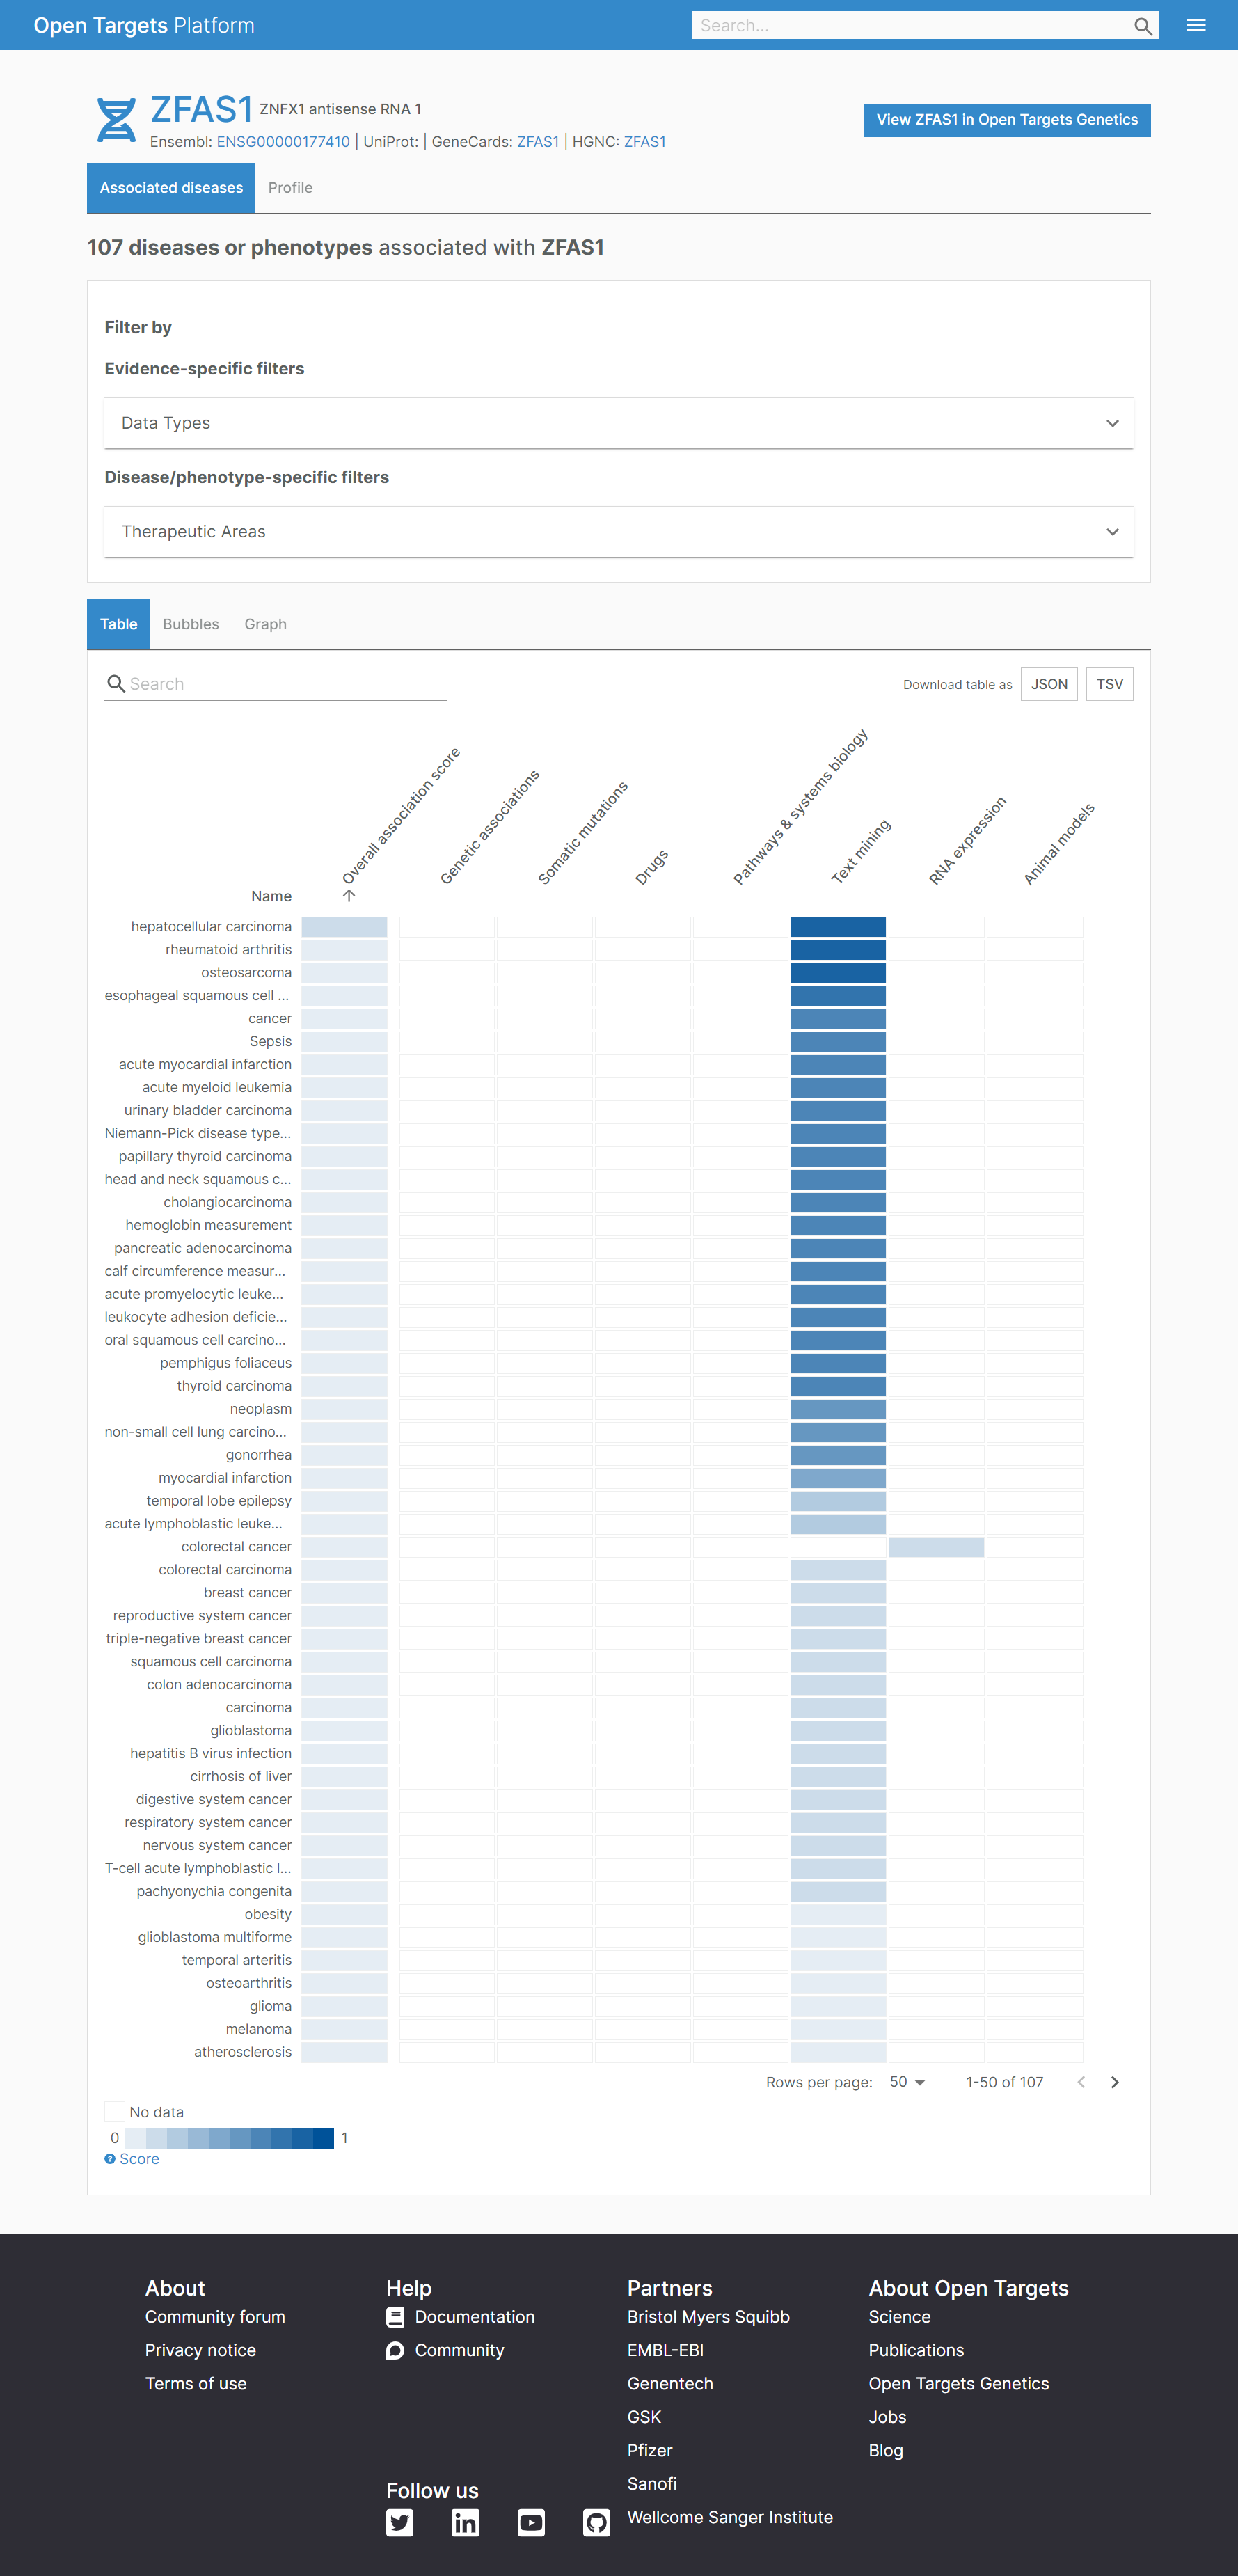 Open Targets Platform
Search...
ZFAS1 ZNFX1 antisense RNA 1
Ensembl: ENSG00000177410 | UniProt: | GeneCards: ZFAS1 | HGNC: ZFAS1
View ZFAS1 in Open Targets Genetics
Associated diseases
Profile
107 diseases or phenotypes associated with ZFAS1
Filter by
Evidence-specific filters
Data Types
Disease/phenotype-specific filters
Therapeutic Areas
Table
Bubbles
Graph
Search
Download table as
JSON
TSV
Name
Overall association score
Genetic associations
Somatic mutations
Drugs
Pathways & systems biology
Text mining
RNA expression
Animal models
hepatocellular carcinoma
rheumatoid arthritis
osteosarcoma
esophageal squamous cell ...
cancer
Sepsis
acute myocardial infarction
acute myeloid leukemia
urinary bladder carcinoma
Niemann-Pick disease type...
papillary thyroid carcinoma
head and neck squamous c...
cholangiocarcinoma
hemoglobin measurement
pancreatic adenocarcinoma
calf circumference measur...
acute promyelocytic leuke...
leukocyte adhesion deficie...
oral squamous cell carcino...
pemphigus foliaceus
thyroid carcinoma
neoplasm
non-small cell lung carcino...
gonorrhea
myocardial infarction
temporal lobe epilepsy
acute lymphoblastic leuke...
colorectal cancer
colorectal carcinoma
breast cancer
reproductive system cancer
triple-negative breast cancer
squamous cell carcinoma
colon adenocarcinoma
carcinoma
glioblastoma
hepatitis B virus infection
cirrhosis of liver
digestive system cancer
respiratory system cancer
nervous system cancer
T-cell acute lymphoblastic l...
pachyonychia congenita
obesity
glioblastoma multiforme
temporal arteritis
osteoarthritis
glioma
melanoma
atherosclerosis
Rows per page: 50
1-50 of 107
No data
0 1
? Score
About
Community forum
Privacy notice
Terms of use
Help
Documentation
Community
Follow us
Partners
Bristol Myers Squibb
EMBL-EBI
Genentech
GSK
Pfizer
Sanofi
Wellcome Sanger Institute
About Open Targets
Science
Publications
Open Targets Genetics
Jobs
Blog